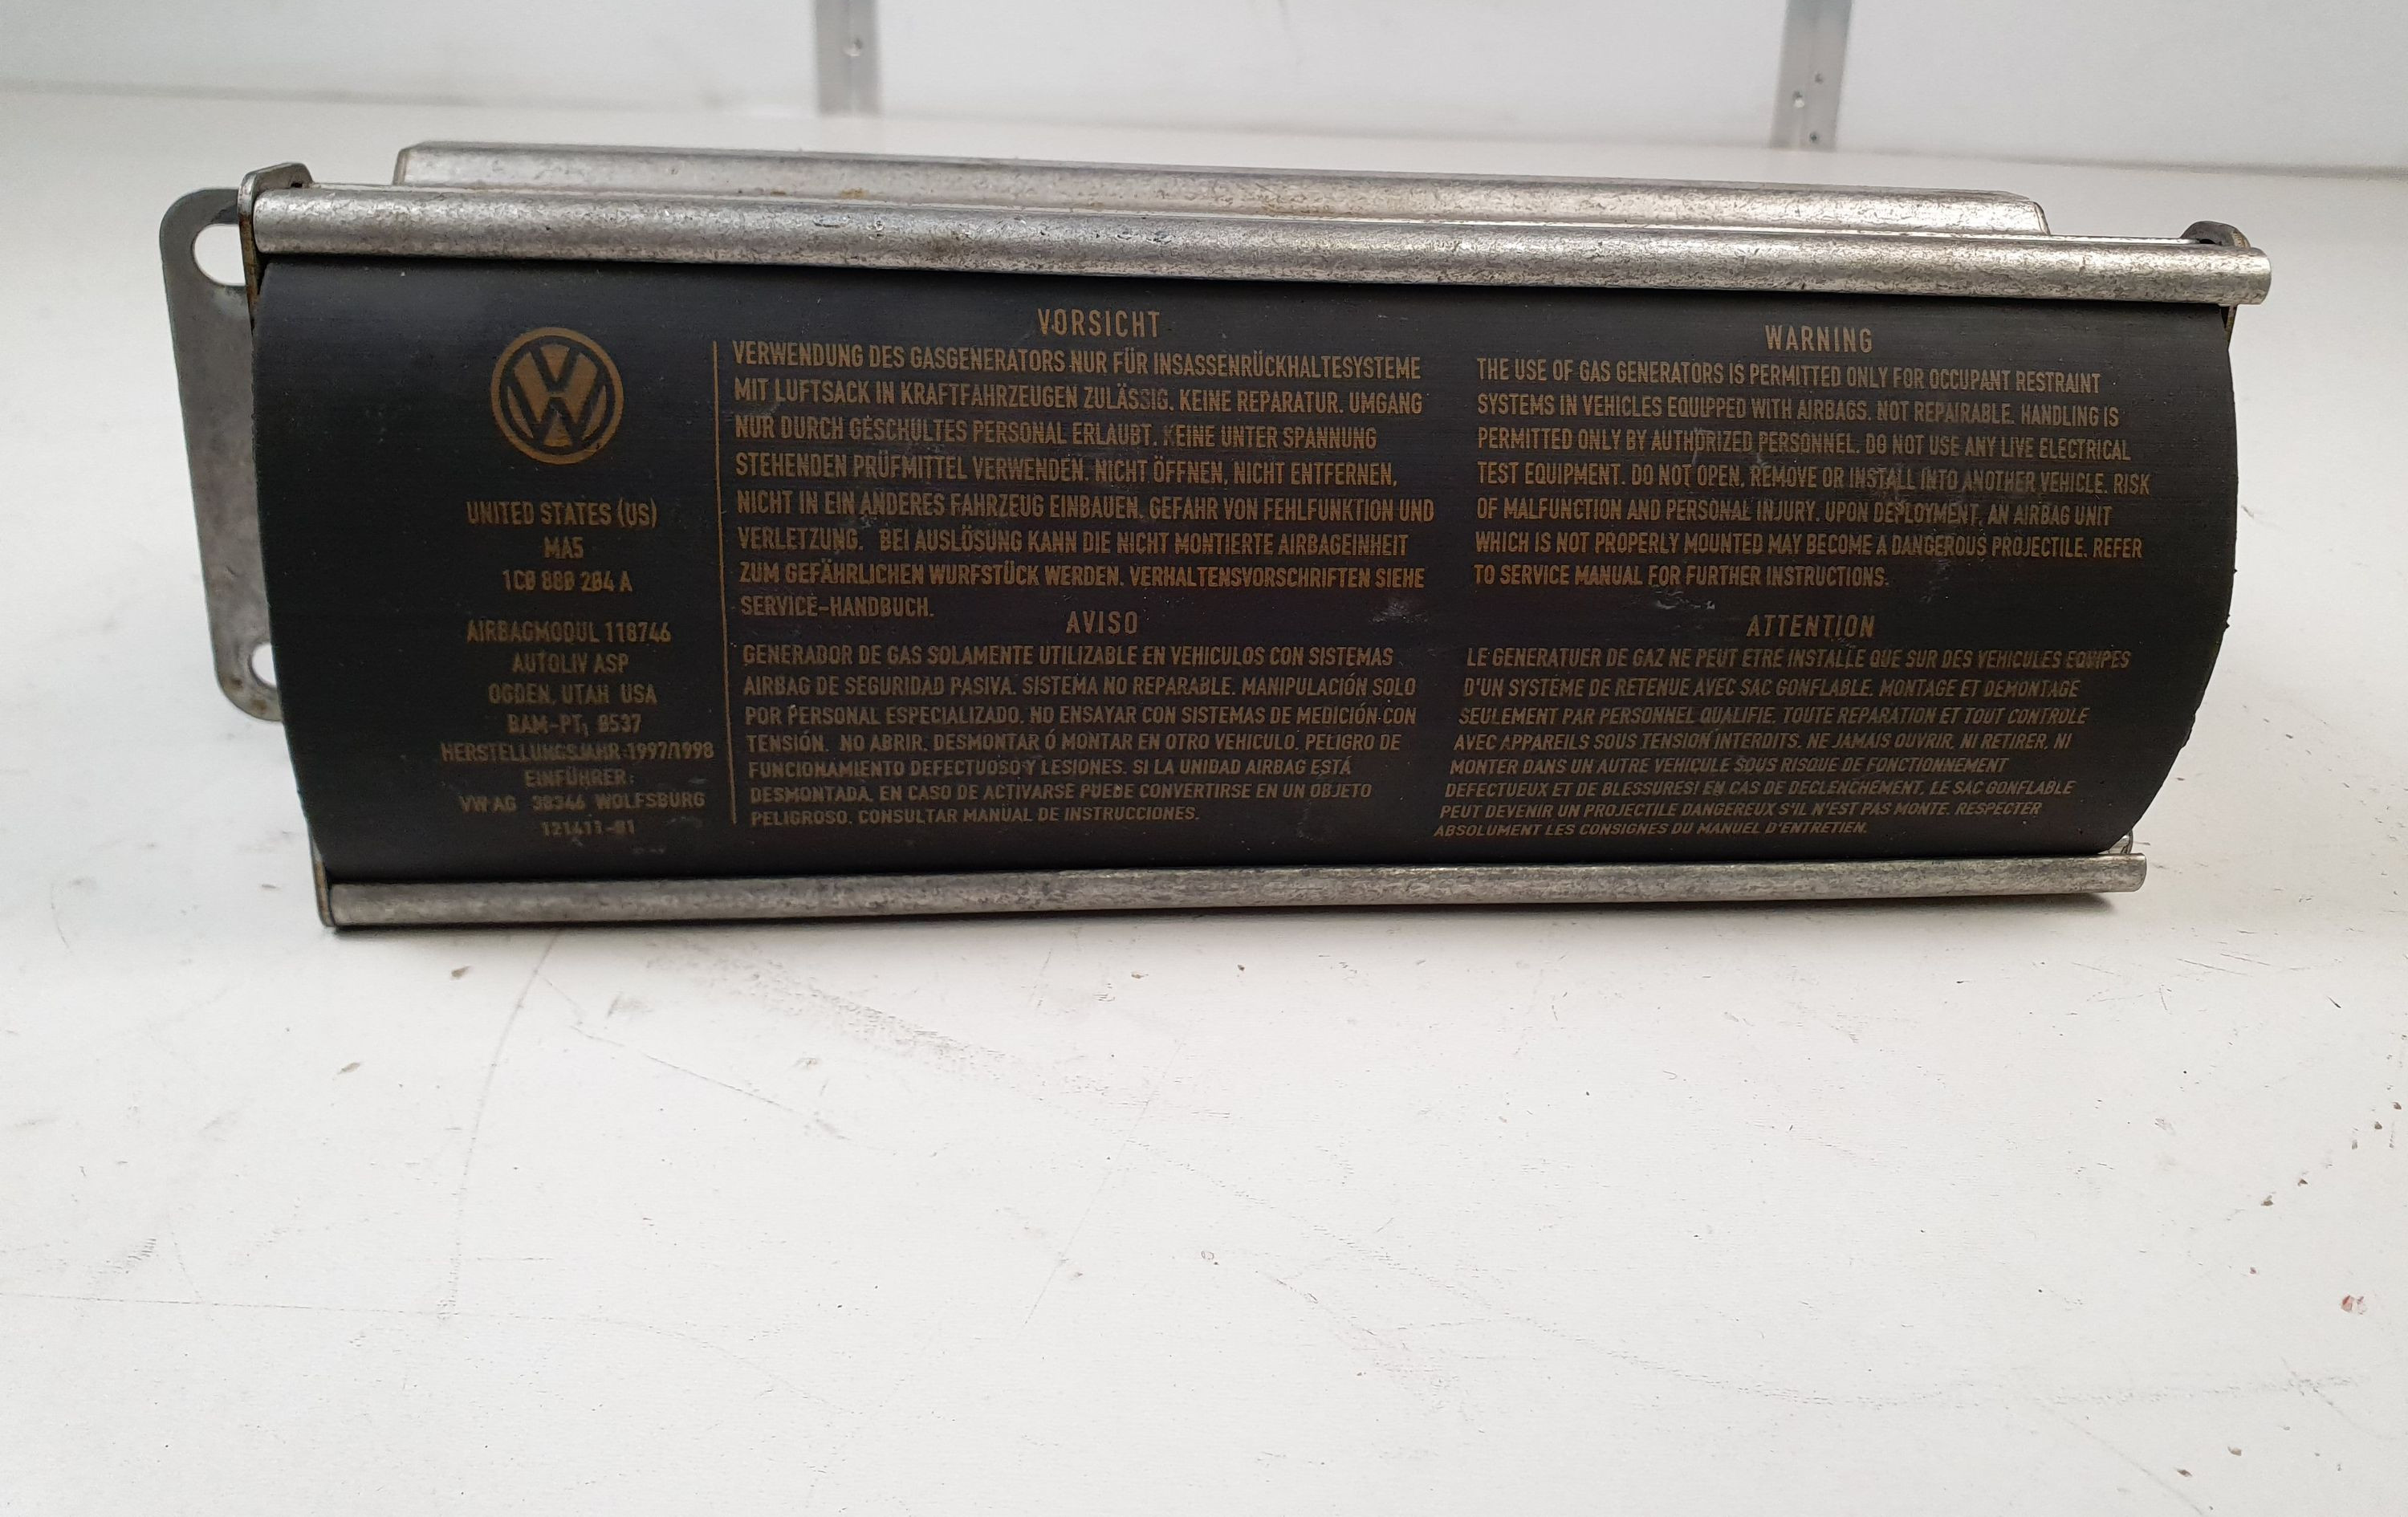 UNITED STATES (US)
MA5
1C0 880 204 A
AIRBAGMODUL 118746
AUTOLIV ASP
OGDEN, UTAH USA
BAM-PT₁ 0537
HERSTELLUNGSJAHR 1997/1998
EINFÜHRER:
VW AG 38346 WOLFSBURG
121411-01
VORSICHT
VERWENDUNG DES GASGENERATORS NUR FÜR INSASSENRÜCKHALTESYSTEME
MIT LUFTSACK IN KRAFTFAHRZEUGEN ZULÄSSIG. KEINE REPARATUR. UMGANG
NUR DURCH GESCHULTES PERSONAL ERLAUBT. KEINE UNTER SPANNUNG
STEHENDEN PRÜFMITTEL VERWENDEN. NICHT ÖFFNEN, NICHT ENTFERNEN,
NICHT IN EIN ANDERES FAHRZEUG EINBAUEN. GEFAHR VON FEHLFUNKTION UND
VERLETZUNG. BEI AUSLÖSUNG KANN DIE NICHT MONTIERTE AIRBAGEINHEIT
ZUM GEFÄHRLICHEN WURFSTÜCK WERDEN. VERHALTENSVORSCHRIFTEN SIEHE
SERVICE-HANDBUCH.
AVISO
GENERADOR DE GAS SOLAMENTE UTILIZABLE EN VEHICULOS CON SISTEMAS
AIRBAG DE SEGURIDAD PASIVA. SISTEMA NO REPARABLE. MANIPULACIÓN SOLO
POR PERSONAL ESPECIALIZADO. NO ENSAYAR CON SISTEMAS DE MEDICIÓN CON
TENSIÓN. NO ABRIR, DESMONTAR Ó MONTAR EN OTRO VEHICULO. PELIGRO DE
FUNCIONAMIENTO DEFECTUOSO Y LESIONES. SI LA UNIDAD AIRBAG ESTÁ
DESMONTADA, EN CASO DE ACTIVARSE PUEDE CONVERTIRSE EN UN OBJETO
PELIGROSO. CONSULTAR MANUAL DE INSTRUCCIONES.
WARNING
THE USE OF GAS GENERATORS IS PERMITTED ONLY FOR OCCUPANT RESTRAINT
SYSTEMS IN VEHICLES EQUIPPED WITH AIRBAGS. NOT REPAIRABLE. HANDLING IS
PERMITTED ONLY BY AUTHORIZED PERSONNEL. DO NOT USE ANY LIVE ELECTRICAL
TEST EQUIPMENT. DO NOT OPEN, REMOVE OR INSTALL INTO ANOTHER VEHICLE. RISK
OF MALFUNCTION AND PERSONAL INJURY. UPON DEPLOYMENT, AN AIRBAG UNIT
WHICH IS NOT PROPERLY MOUNTED MAY BECOME A DANGEROUS PROJECTILE. REFER
TO SERVICE MANUAL FOR FURTHER INSTRUCTIONS.
ATTENTION
LE GENERATUER DE GAZ NE PEUT ETRE INSTALLE QUE SUR DES VEHICULES EQVIPES
D'UN SYSTEME DE RETENUE AVEC SAC GONFLABLE. MONTAGE ET DEMONTAGE
SEULEMENT PAR PERSONNEL QUALIFIE. TOUTE REPARATION ET TOUT CONTROLE
AVEC APPAREILS SOUS TENSION INTERDITS. NE JAMAIS OUVRIR, NI RETIRER, NI
MONTER DANS UN AUTRE VEHICULE SOUS RISQUE DE FONCTIONNEMENT
DEFECTUEUX ET DE BLESSURES! EN CAS DE DECLENCHEMENT, LE SAC GONFLABLE
PEUT DEVENIR UN PROJECTILE DANGEREUX S'IL N'EST PAS MONTE. RESPECTER
ABSOLUMENT LES CONSIGNES DU MANUEL D'ENTRETIEN.